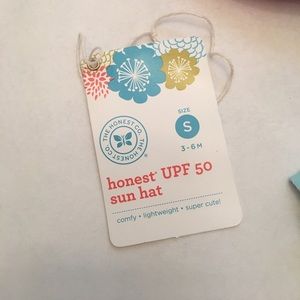 THE HONEST CO.
THE HONEST CO.
®
SIZE
S
3-6M
honest® UPF 50
sun hat
comfy • lightweight • super cute!